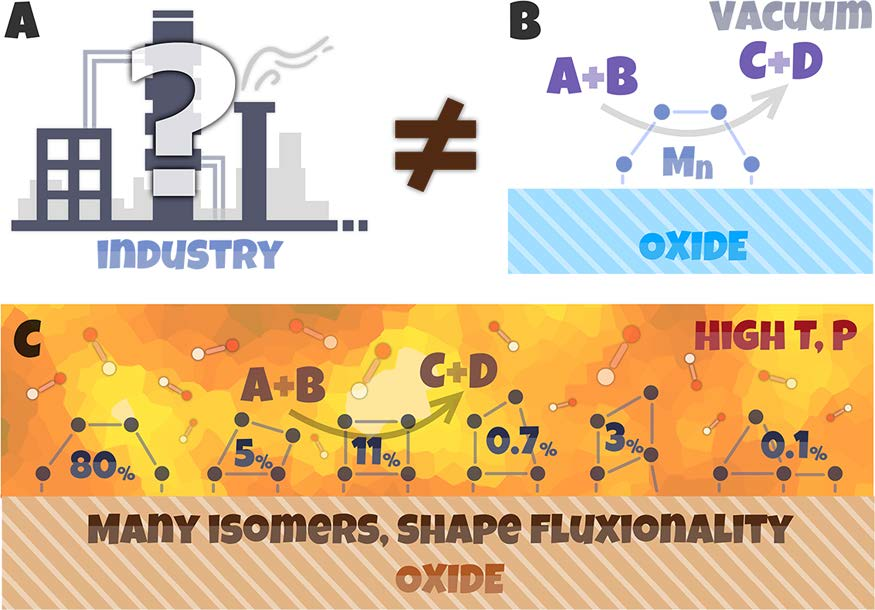 A
?
INDUSTRY
≠
B
VACUUM
A+B
C+D
Mn
OXIDE
C
HIGH T, P
A+B
C+D
80%
5%
11%
0.7%
3%
0.1%
MANY ISOMERS, SHAPE FLUXIONALITY
OXIDE